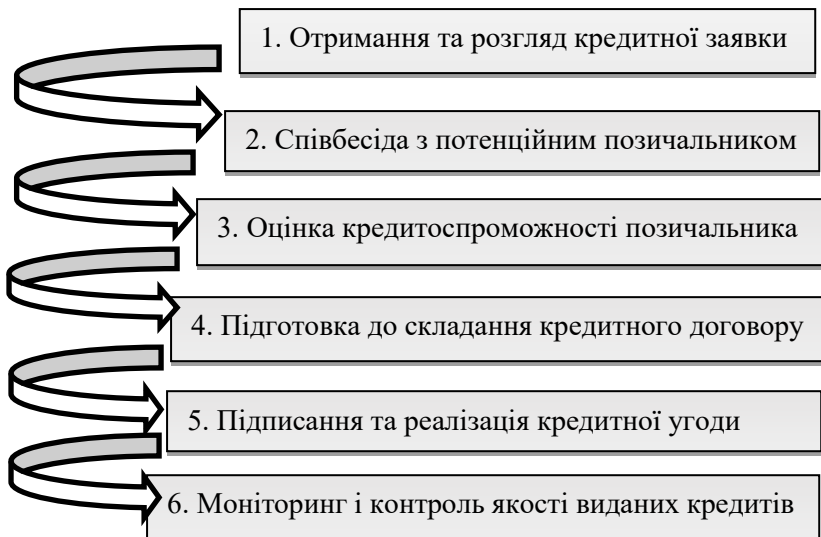 1. Отримання та розгляд кредитної заявки
2. Співбесіда з потенційним позичальником
3. Оцінка кредитоспроможності позичальника
4. Підготовка до складання кредитного договору
5. Підписання та реалізація кредитної угоди
6. Моніторинг і контроль якості виданих кредитів